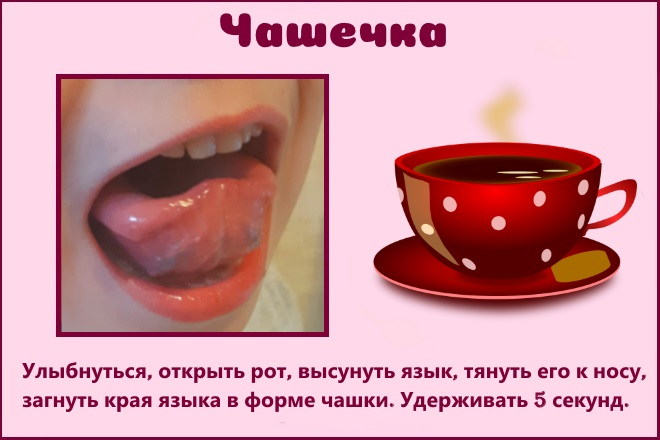 Чашечка
Улыбнуться, открыть рот, высунуть язык, тянуть его к носу,
загнуть края языка в форме чашки. Удерживать 5 секунд.